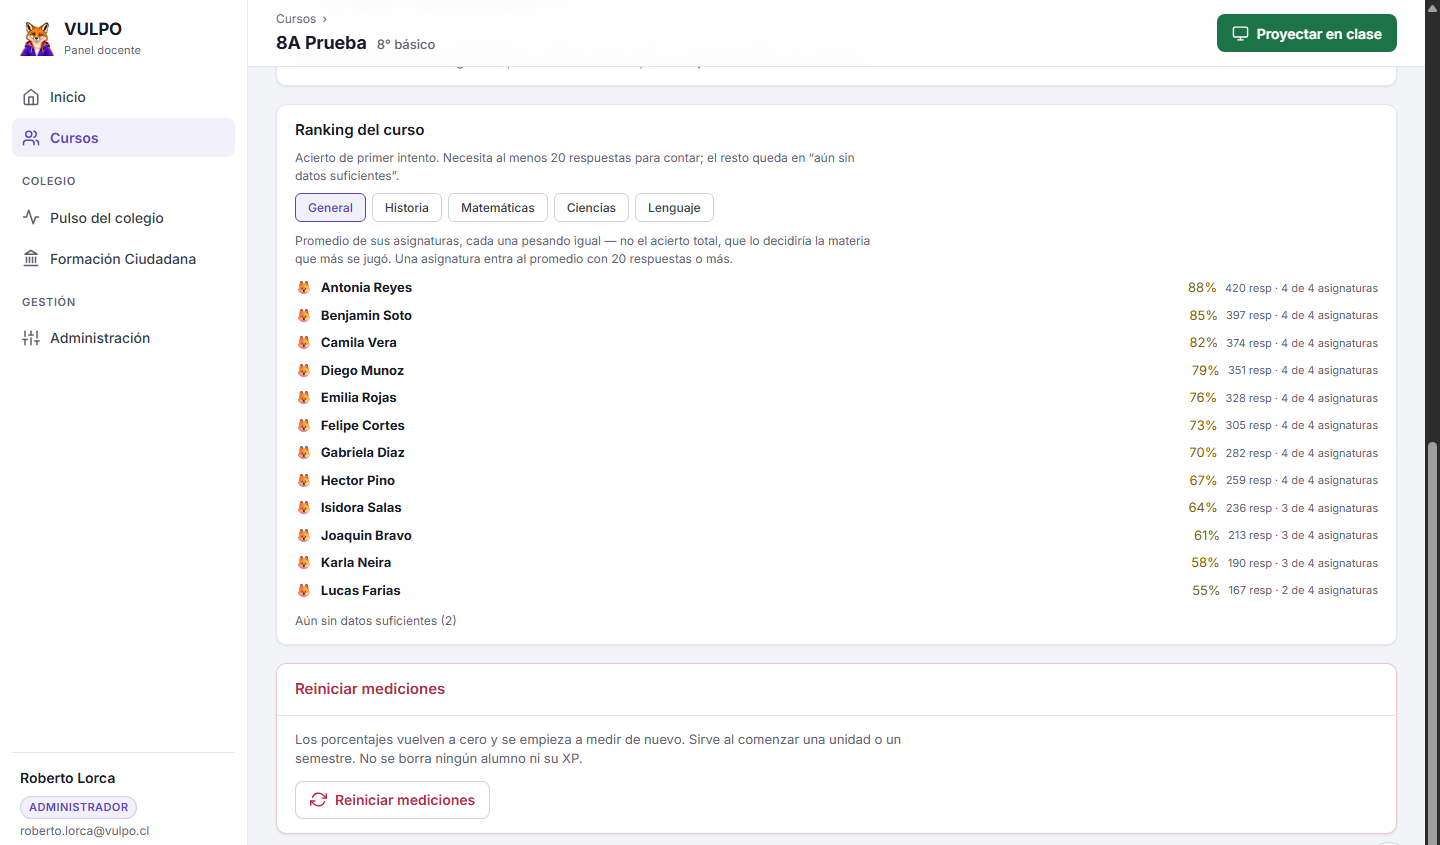 VULPO
Panel docente
Inicio
Cursos
COLEGIO
Pulso del colegio
Formación Ciudadana
GESTIÓN
Administración
Roberto Lorca
ADMINISTRADOR
roberto.lorca@vulpo.cl
Cursos ›
8A Prueba 8° básico
Proyectar en clase
Ranking del curso
Acierto de primer intento. Necesita al menos 20 respuestas para contar; el resto queda en “aún sin
datos suficientes”.
General Historia Matemáticas Ciencias Lenguaje
Promedio de sus asignaturas, cada una pesando igual — no el acierto total, que lo decidiría la materia
que más se jugó. Una asignatura entra al promedio con 20 respuestas o más.
Antonia Reyes 88% 420 resp · 4 de 4 asignaturas
Benjamin Soto 85% 397 resp · 4 de 4 asignaturas
Camila Vera 82% 374 resp · 4 de 4 asignaturas
Diego Munoz 79% 351 resp · 4 de 4 asignaturas
Emilia Rojas 76% 328 resp · 4 de 4 asignaturas
Felipe Cortes 73% 305 resp · 4 de 4 asignaturas
Gabriela Diaz 70% 282 resp · 4 de 4 asignaturas
Hector Pino 67% 259 resp · 4 de 4 asignaturas
Isidora Salas 64% 236 resp · 3 de 4 asignaturas
Joaquin Bravo 61% 213 resp · 3 de 4 asignaturas
Karla Neira 58% 190 resp · 3 de 4 asignaturas
Lucas Farias 55% 167 resp · 2 de 4 asignaturas
Aún sin datos suficientes (2)
Reiniciar mediciones
Los porcentajes vuelven a cero y se empieza a medir de nuevo. Sirve al comenzar una unidad o un
semestre. No se borra ningún alumno ni su XP.
Reiniciar mediciones